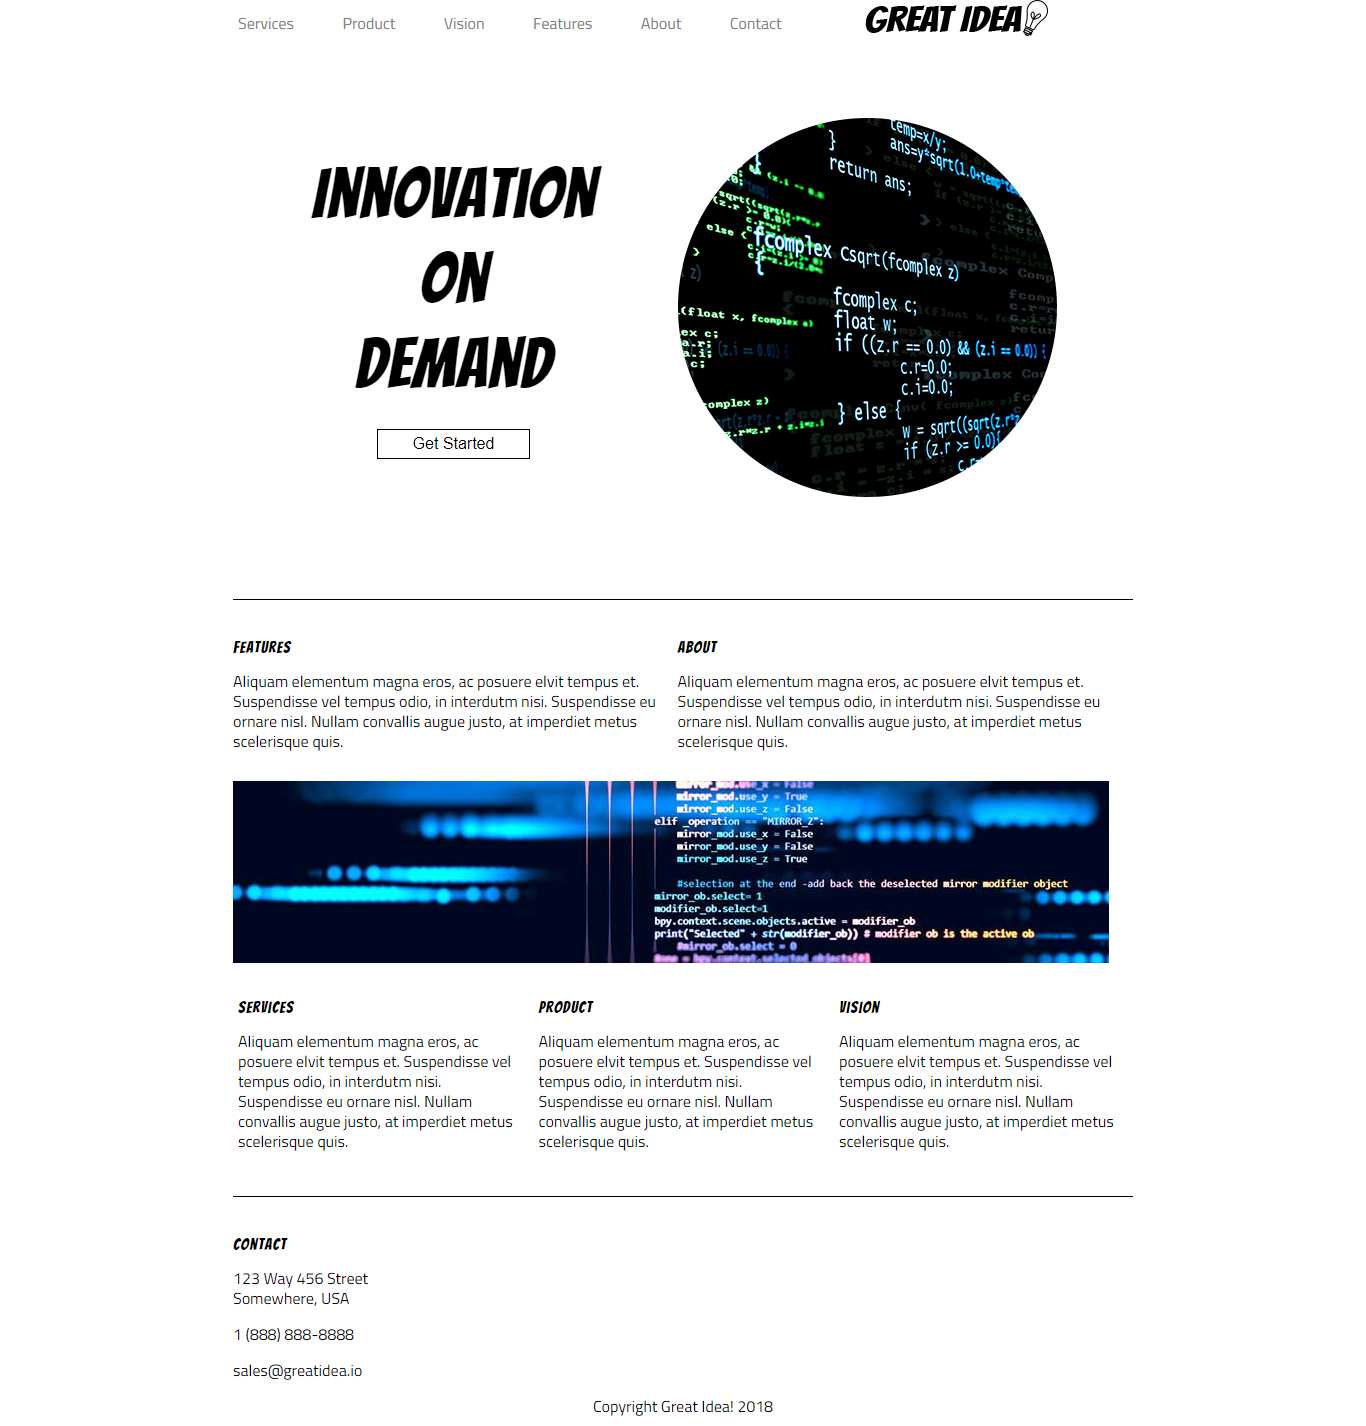 Services Product Vision Features About Contact GREAT IDEA
INNOVATION
ON
DEMAND
Get Started
temp=x/y;
}
ans=y*sqrt(1.0+temp*te
return ans;
fcomplex Csqrt(fcomplex z)
{
fcomplex c;
float w;
if ((z.r == 0.0) && (z.i == 0.0)) {
c.r=0.0;
c.i=0.0;
} else {
w = sqrt((sqrt(z.r*z
if (z.r >= 0.0){
c.r=
FEATURES
Aliquam elementum magna eros, ac posuere elvit tempus et.
Suspendisse vel tempus odio, in interdutm nisi. Suspendisse eu
ornare nisl. Nullam convallis augue justo, at imperdiet metus
scelerisque quis.
ABOUT
Aliquam elementum magna eros, ac posuere elvit tempus et.
Suspendisse vel tempus odio, in interdutm nisi. Suspendisse eu
ornare nisl. Nullam convallis augue justo, at imperdiet metus
scelerisque quis.
mirror_mod.use_x = False
mirror_mod.use_y = True
mirror_mod.use_z = False
elif _operation == "MIRROR_Z":
mirror_mod.use_x = False
mirror_mod.use_y = False
mirror_mod.use_z = True
#selection at the end -add back the deselected mirror modifier object
mirror_ob.select= 1
modifier_ob.select=1
bpy.context.scene.objects.active = modifier_ob
print("Selected" + str(modifier_ob)) # modifier ob is the active ob
#mirror_ob.select = 0
done = bpy.context.selected_objects[0]
SERVICES
Aliquam elementum magna eros, ac
posuere elvit tempus et. Suspendisse vel
tempus odio, in interdutm nisi.
Suspendisse eu ornare nisl. Nullam
convallis augue justo, at imperdiet metus
scelerisque quis.
PRODUCT
Aliquam elementum magna eros, ac
posuere elvit tempus et. Suspendisse vel
tempus odio, in interdutm nisi.
Suspendisse eu ornare nisl. Nullam
convallis augue justo, at imperdiet metus
scelerisque quis.
VISION
Aliquam elementum magna eros, ac
posuere elvit tempus et. Suspendisse vel
tempus odio, in interdutm nisi.
Suspendisse eu ornare nisl. Nullam
convallis augue justo, at imperdiet metus
scelerisque quis.
CONTACT
123 Way 456 Street
Somewhere, USA
1 (888) 888-8888
sales@greatidea.io
Copyright Great Idea! 2018